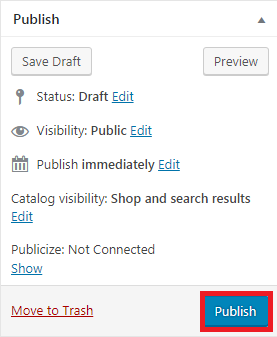 Publish
Save Draft Preview
Status: Draft Edit
Visibility: Public Edit
Publish immediately Edit
Catalog visibility: Shop and search results
Edit
Publicize: Not Connected
Show
Move to Trash Publish